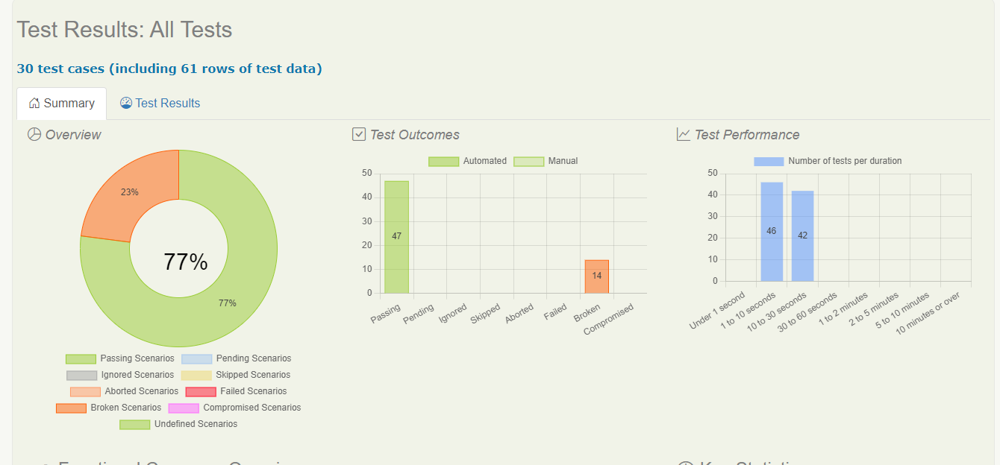 Test Results: All Tests
30 test cases (including 61 rows of test data)
Summary
Test Results
Overview
23%
77%
77%
Passing Scenarios
Pending Scenarios
Ignored Scenarios
Skipped Scenarios
Aborted Scenarios
Failed Scenarios
Broken Scenarios
Compromised Scenarios
Undefined Scenarios
Test Outcomes
Automated
Manual
50
40
30
20
10
0
47
14
Passing
Pending
Ignored
Skipped
Aborted
Failed
Broken
Compromised
Test Performance
Number of tests per duration
50
40
30
20
10
0
46
42
Under 1 second
1 to 10 seconds
10 to 30 seconds
30 to 60 seconds
1 to 2 minutes
2 to 5 minutes
5 to 10 minutes
10 minutes or over